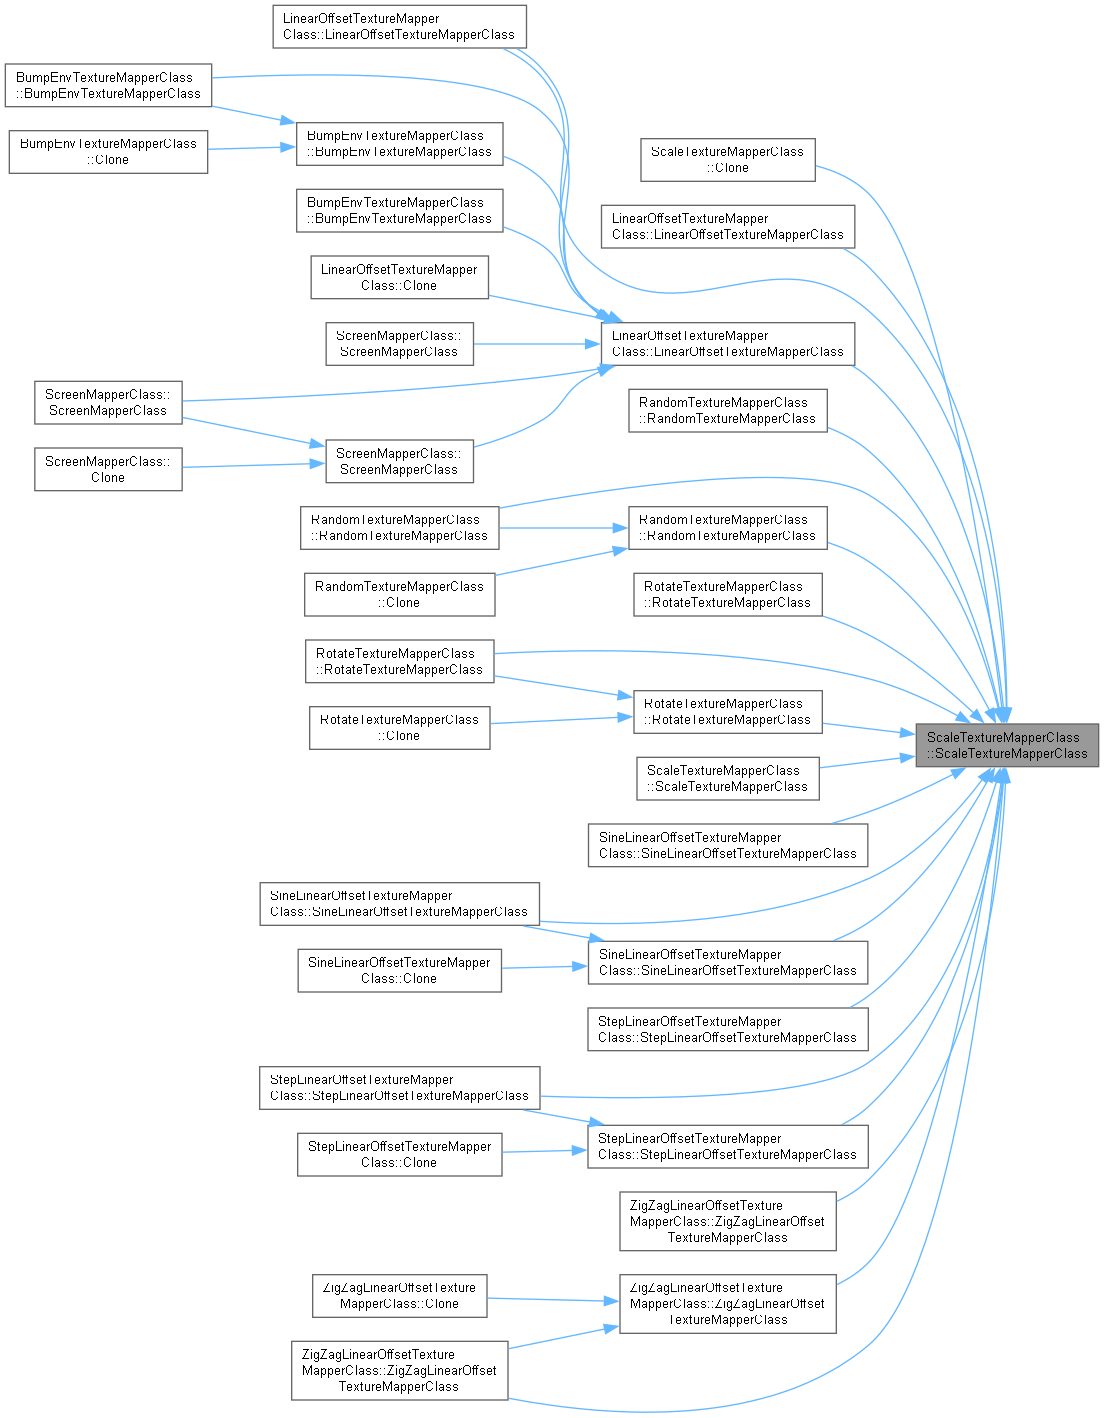 LinearOffsetTextureMapper
Class::LinearOffsetTextureMapperClass
BumpEnvTextureMapperClass
::BumpEnvTextureMapperClass
BumpEnvTextureMapperClass
::Clone
BumpEnvTextureMapperClass
::BumpEnvTextureMapperClass
ScaleTextureMapperClass
::Clone
BumpEnvTextureMapperClass
::BumpEnvTextureMapperClass
LinearOffsetTextureMapper
Class::LinearOffsetTextureMapperClass
LinearOffsetTextureMapper
Class::Clone
ScreenMapperClass::
ScreenMapperClass
LinearOffsetTextureMapper
Class::LinearOffsetTextureMapperClass
ScreenMapperClass::
ScreenMapperClass
RandomTextureMapperClass
::RandomTextureMapperClass
ScreenMapperClass::
Clone
ScreenMapperClass::
ScreenMapperClass
RandomTextureMapperClass
::RandomTextureMapperClass
RandomTextureMapperClass
::RandomTextureMapperClass
RandomTextureMapperClass
::Clone
RotateTextureMapperClass
::RotateTextureMapperClass
RotateTextureMapperClass
::RotateTextureMapperClass
RotateTextureMapperClass
::Clone
RotateTextureMapperClass
::RotateTextureMapperClass
ScaleTextureMapperClass
::ScaleTextureMapperClass
ScaleTextureMapperClass
::ScaleTextureMapperClass
SineLinearOffsetTextureMapper
Class::SineLinearOffsetTextureMapperClass
SineLinearOffsetTextureMapper
Class::SineLinearOffsetTextureMapperClass
SineLinearOffsetTextureMapper
Class::Clone
SineLinearOffsetTextureMapper
Class::SineLinearOffsetTextureMapperClass
StepLinearOffsetTextureMapper
Class::StepLinearOffsetTextureMapperClass
StepLinearOffsetTextureMapper
Class::StepLinearOffsetTextureMapperClass
StepLinearOffsetTextureMapper
Class::Clone
StepLinearOffsetTextureMapper
Class::StepLinearOffsetTextureMapperClass
ZigZagLinearOffsetTexture
MapperClass::ZigZagLinearOffset
TextureMapperClass
ZigZagLinearOffsetTexture
MapperClass::Clone
ZigZagLinearOffsetTexture
MapperClass::ZigZagLinearOffset
TextureMapperClass
ZigZagLinearOffsetTexture
MapperClass::ZigZagLinearOffset
TextureMapperClass